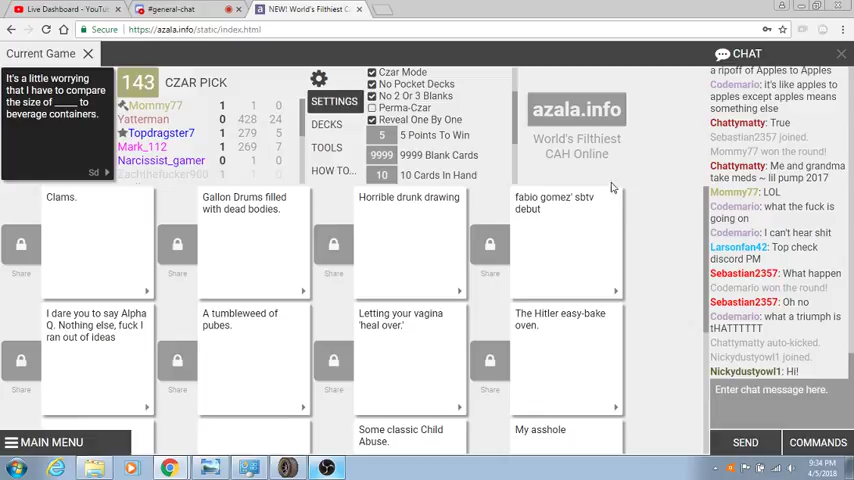 Live Dashboard - YouTub
#general-chat
NEW! World's Filthiest C
Secure
https://azala.info/static/index.html
Current Game
It's a little worrying
that I have to compare
the size of _____ to
beverage containers.
Sd
143
CZAR PICK
Mommy77 1 1 0
Yatterman 0 428 24
Topdragster7 1 279 5
Mark_112 1 269 7
Narcissist_gamer 0 1 0
Zachthefucker960 1
SETTINGS
DECKS
TOOLS
HOW TO...
Czar Mode
No Pocket Decks
No 2 Or 3 Blanks
Perma-Czar
Reveal One By One
5 5 Points To Win
9999 9999 Blank Cards
10 10 Cards In Hand
azala.info
World's Filthiest
CAH Online
Clams.
Share
Gallon Drums filled
with dead bodies.
Share
Horrible drunk drawing
Share
fabio gomez' sbtv
debut
Share
I dare you to say Alpha
Q. Nothing else, fuck I
ran out of ideas
Share
A tumbleweed of
pubes.
Share
Letting your vagina
'heal over.'
Share
The Hitler easy-bake
oven.
Share
Some classic Child
Abuse.
My asshole
CHAT
a ripoff of Apples to Apples
Codemario: it's like apples to
apples except apples means
something else
Chattymatty: True
Sebastian2357 joined.
Mommy77 won the round!
Chattymatty: Me and grandma
take meds ~ lil pump 2017
Mommy77: LOL
Codemario: what the fuck is
going on
Codemario: I can't hear shit
Larsonfan42: Top check
discord PM
Sebastian2357: What happen
Codemario won the round!
Sebastian2357: Oh no
Codemario: what a triumph is
tHATTTTTT
Chattymatty auto-kicked.
Nickydustyowl1 joined.
Nickydustyowl1: Hi!
Enter chat message here.
SEND
COMMANDS
MAIN MENU
9:34 PM
4/5/2018